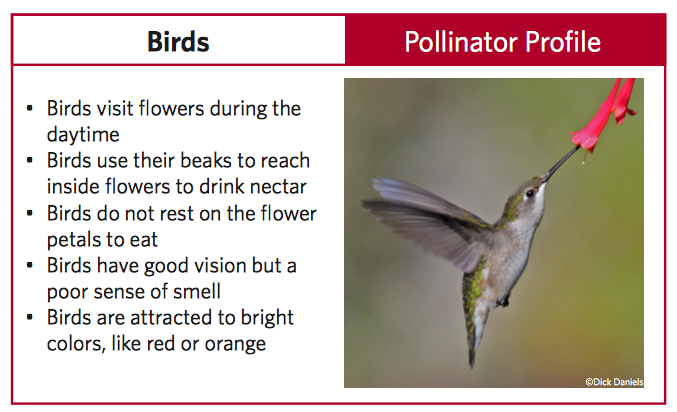 Birds
Pollinator Profile
• Birds visit flowers during the
daytime
• Birds use their beaks to reach
inside flowers to drink nectar
• Birds do not rest on the flower
petals to eat
• Birds have good vision but a
poor sense of smell
• Birds are attracted to bright
colors, like red or orange
©Dick Daniels